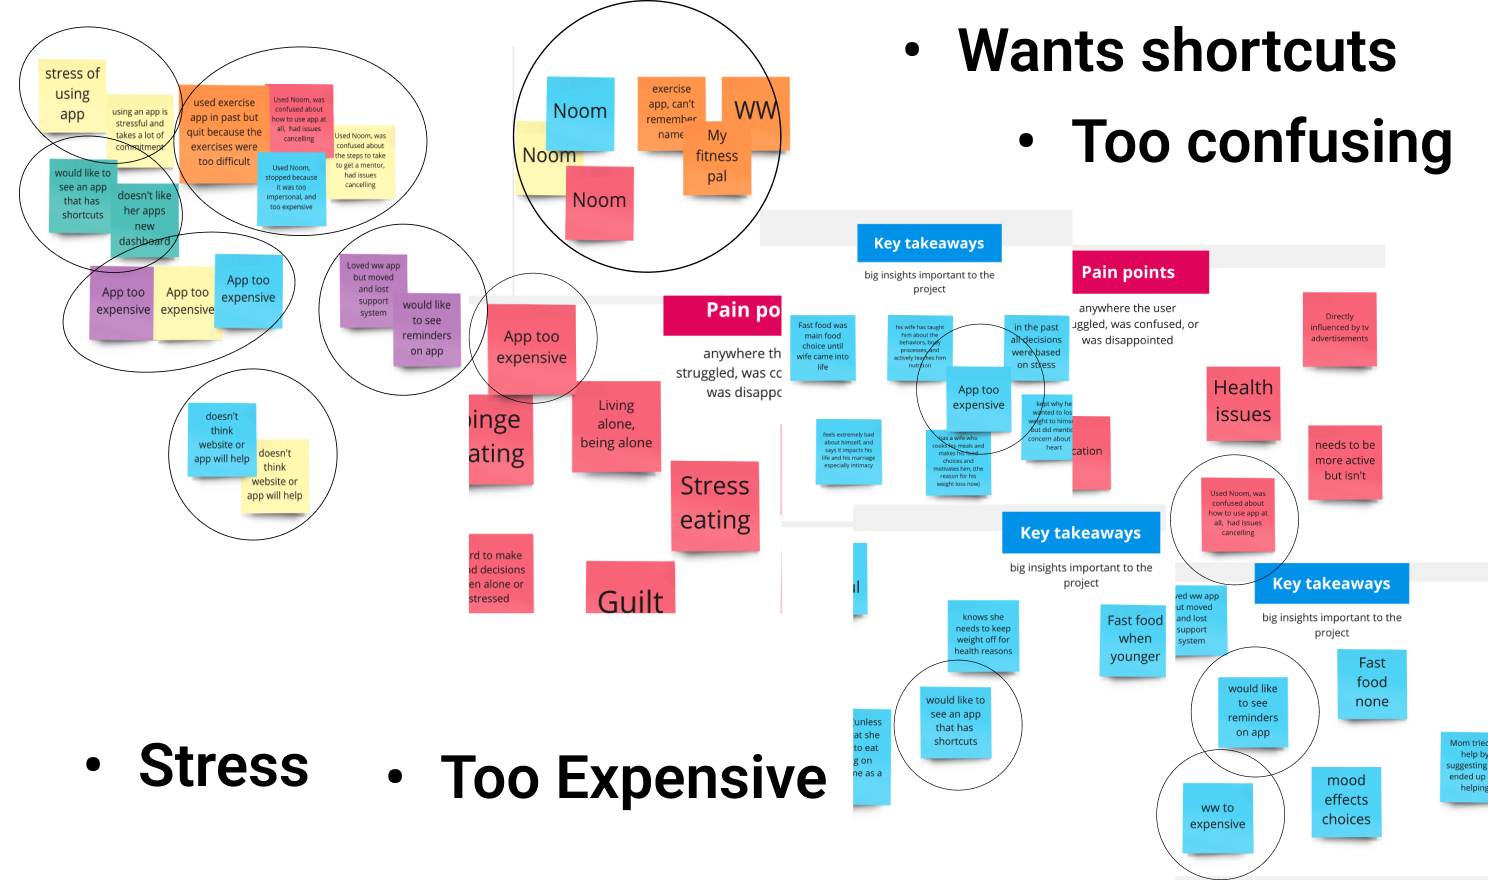 • Wants shortcuts
• Too confusing
stress of
using
app
using an app is
stressful and
takes a lot of
commitment
used exercise
app in past but
quit because the
exercises were
too difficult
Used Noom, was
confused about
how to use app at
all, had issues
cancelling
Used Noom, was
confused about
the steps to take
to get a mentor,
had issues
cancelling
Used Noom,
stopped because
it was too
impersonal, and
too expensive
would like to
see an app
that has
shortcuts
doesn't like
her apps
new
dashboard
App too
expensive
App too
expensive
App too
expensive
Loved ww app
but moved
and lost
support
system
would like
to see
reminders
on app
doesn't
think
website or
app will help
doesn't
think
website or
app will help
Noom
Noom
Noom
exercise
app, can't
remember
name
WW
My
fitness
pal
App too
expensive
Pain po
anywhere th
struggled, was co
was disappo
inge
ating
Living
alone,
being alone
Stress
eating
rd to make
d decisions
en alone or
stressed
Guilt
Key takeaways
big insights important to the
project
Fast food was
main food
choice until
wife came into
life
his wife has taught
him about the
behaviors, body
processes, and
actively teaches him
nutrition
in the past
all decisions
were based
on stress
App too
expensive
kept why he
wanted to los
weight to himse
but did mentio
concern about
heart
feels extremely bad
about himself, and
says it impacts his
life and his marriage
especially intimacy
has a wife who
cooks his meals and
makes his food
choices and
motivates him, (the
reason for his
weight loss now)
Pain points
anywhere the user
uggled, was confused, or
was disappointed
Directly
influenced by tv
advertisements
Health
issues
cation
needs to be
more active
but isn't
Used Noom, was
confused about
how to use app at
all, had issues
cancelling
Key takeaways
big insights important to the
project
ul
knows she
needs to keep
weight off for
health reasons
Fast food
when
younger
would like to
see an app
that has
shortcuts
unless
at she
to eat
g on
me as a
Key takeaways
big insights important to the
project
ved ww app
ut moved
and lost
support
system
would like
to see
reminders
on app
Fast
food
none
ww to
expensive
mood
effects
choices
Mom tried
help by
suggesting
ended up
helping
• Stress
• Too Expensive